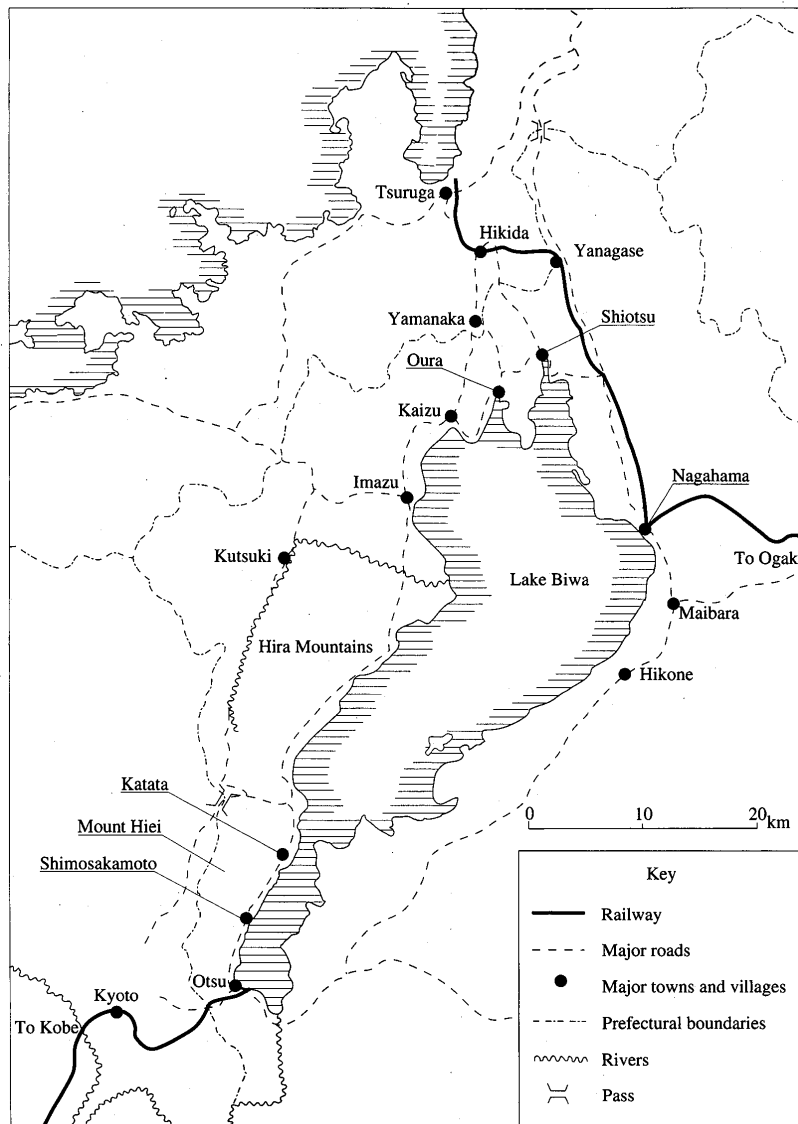 Tsuruga
Hikida
Yanagase
Yamanaka
Shiotsu
Oura
Kaizu
Imazu
Nagahama
Kutsuki
Lake Biwa
To Ogak
Maibara
Hira Mountains
Hikone
Katata
Mount Hiei
Shimosakamoto
0 10 20 km
Otsu
Kyoto
To Kobe
Key
Railway
Major roads
Major towns and villages
Prefectural boundaries
Rivers
Pass